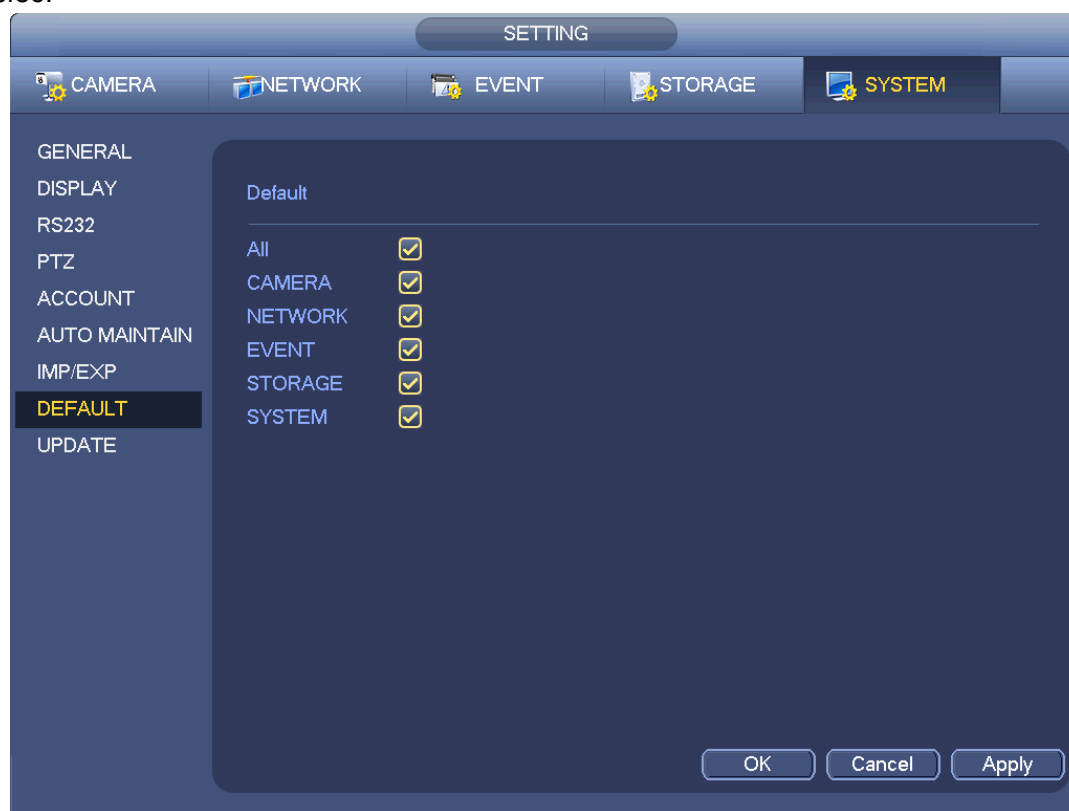 SETTING
CAMERA NETWORK EVENT STORAGE SYSTEM
GENERAL
DISPLAY
RS232
PTZ
ACCOUNT
AUTO MAINTAIN
IMP/EXP
DEFAULT
UPDATE
Default
All
CAMERA
NETWORK
EVENT
STORAGE
SYSTEM
OK Cancel Apply